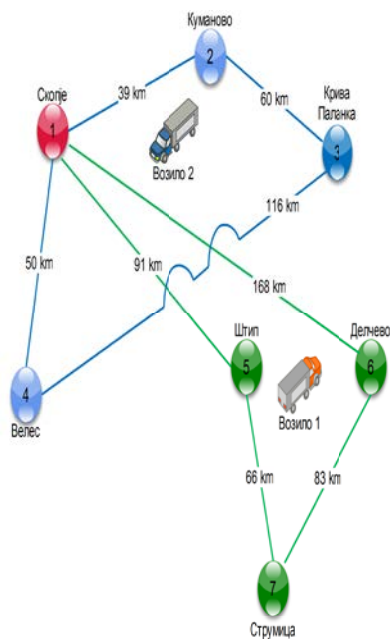 Куманово
2
Скопје
1
39 km
60 km
Крива
Паланка
3
Возило 2
116 km
50 km
91 km
168 km
Штип
5
Делчево
6
4
Велес
Возило 1
66 km
83 km
7
Струмица